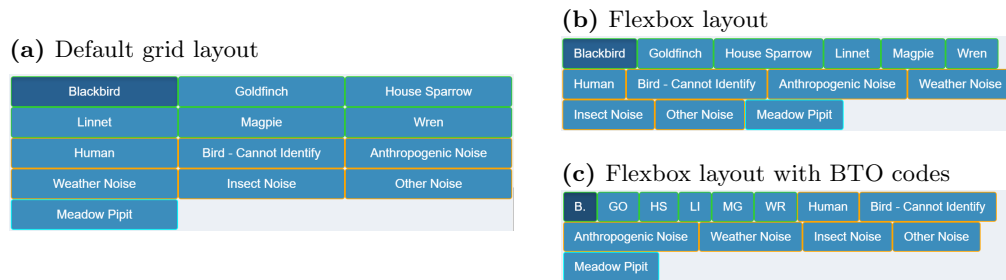 (a) Default grid layout
Blackbird Goldfinch House Sparrow
Linnet Magpie Wren
Human Bird - Cannot Identify Anthropogenic Noise
Weather Noise Insect Noise Other Noise
Meadow Pipit
(b) Flexbox layout
Blackbird Goldfinch House Sparrow Linnet Magpie Wren
Human Bird - Cannot Identify Anthropogenic Noise Weather Noise
Insect Noise Other Noise Meadow Pipit
(c) Flexbox layout with BTO codes
B. GO HS LI MG WR Human Bird - Cannot Identify
Anthropogenic Noise Weather Noise Insect Noise Other Noise
Meadow Pipit